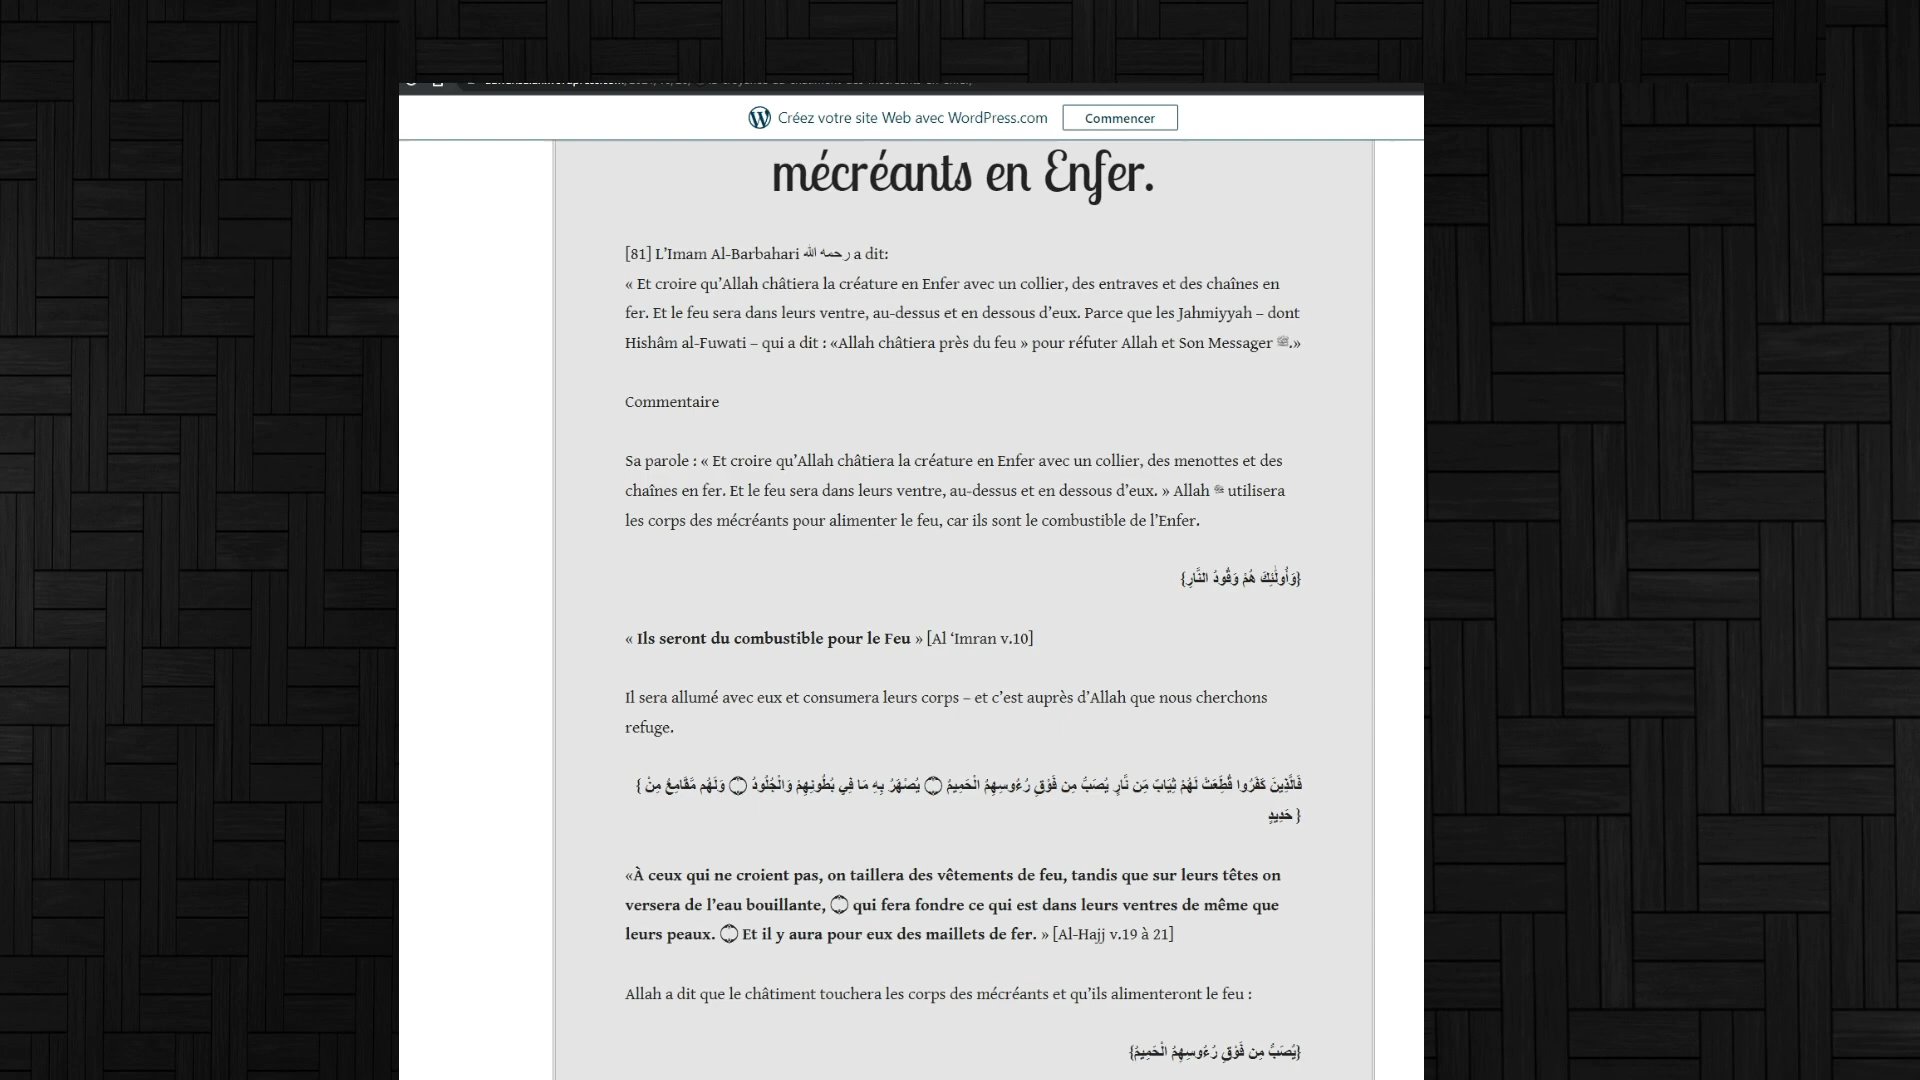 Créez votre site Web avec WordPress.com Commencer
mécréants en Enfer.
[81] L’Imam Al-Barbahari رحمه الله a dit:
« Et croire qu’Allah châtiera la créature en Enfer avec un collier, des entraves et des chaînes en
fer. Et le feu sera dans leurs ventre, au-dessus et en dessous d’eux. Parce que les Jahmiyyah – dont
Hishâm al-Fuwati – qui a dit : «Allah châtiera près du feu » pour réfuter Allah et Son Messager ﷺ.»
Commentaire
Sa parole : « Et croire qu’Allah châtiera la créature en Enfer avec un collier, des menottes et des
chaînes en fer. Et le feu sera dans leurs ventre, au-dessus et en dessous d’eux. » Allah utilisera
les corps des mécréants pour alimenter le feu, car ils sont le combustible de l’Enfer.
{وَأُولَٰئِكَ هُمْ وَقُودُ النَّارِ}
« Ils seront du combustible pour le Feu » [Al ‘Imran v.10]
Il sera allumé avec eux et consumera leurs corps – et c’est auprès d’Allah que nous cherchons
refuge.
فَالَّذِينَ كَفَرُوا قُطِّعَتْ لَهُمْ ثِيَابٌ مِّن نَّارٍ يُصَبُّ مِن فَوْقِ رُءُوسِهِمُ الْحَمِيمُ ۝ يُصْهَرُ بِهِ مَا فِي بُطُونِهِمْ وَالْجُلُودُ ۝ وَلَهُم مَّقَامِعُ مِنْ }
{ حَدِيدٍ
«À ceux qui ne croient pas, on taillera des vêtements de feu, tandis que sur leurs têtes on
versera de l’eau bouillante, ۝ qui fera fondre ce qui est dans leurs ventres de même que
leurs peaux. ۝ Et il y aura pour eux des maillets de fer. » [Al-Hajj v.19 à 21]
Allah a dit que le châtiment touchera les corps des mécréants et qu’ils alimenteront le feu :
{يُصَبُّ مِن فَوْقِ رُءُوسِهِمُ الْحَمِيمُ}